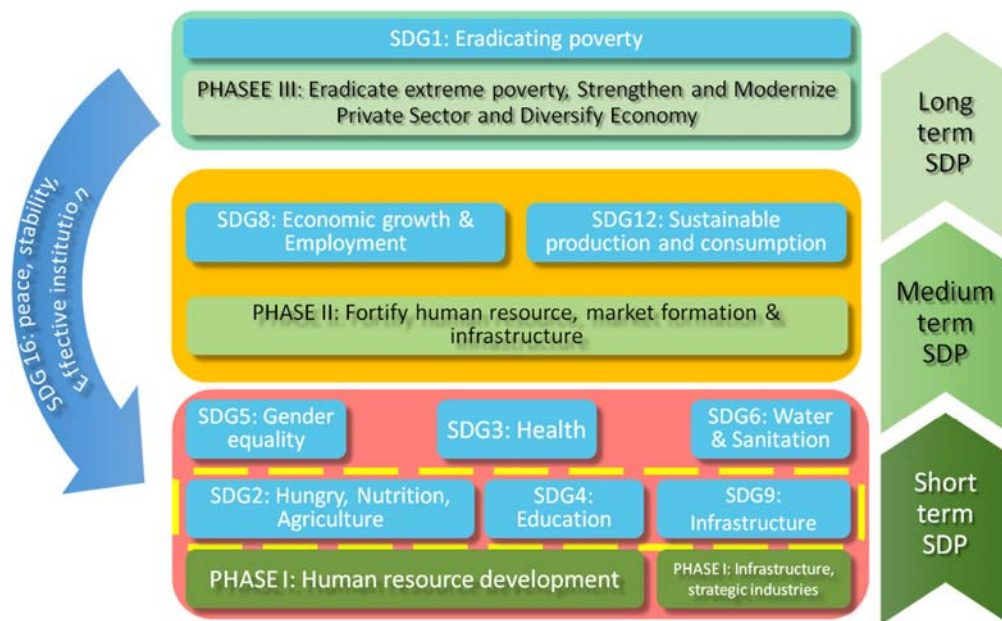 SDG1: Eradicating poverty
PHASEE III: Eradicate extreme poverty, Strengthen and Modernize
Private Sector and Diversify Economy
Long
term
SDP
SDG 16: peace, stability,
Effective institution
SDG8: Economic growth &
Employment
SDG12: Sustainable
production and consumption
PHASE II: Fortify human resource, market formation &
infrastructure
Medium
term
SDP
SDG5: Gender
equality
SDG3: Health
SDG6: Water
& Sanitation
SDG2: Hungry, Nutrition,
Agriculture
SDG4:
Education
SDG9:
Infrastructure
PHASE I: Human resource development
PHASE I: Infrastructure,
strategic industries
Short
term
SDP